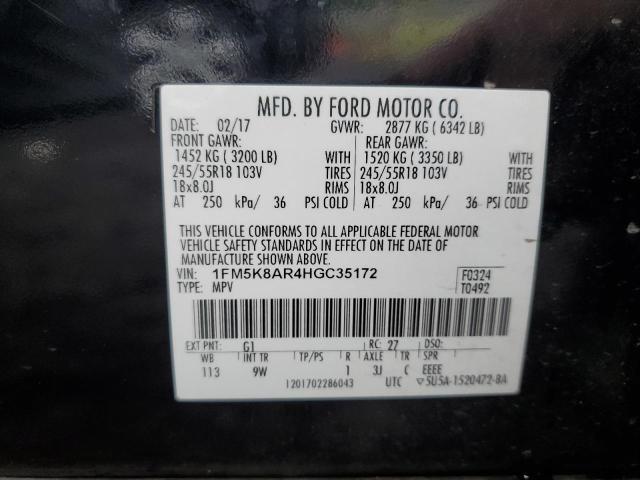 MFD. BY FORD MOTOR CO.
DATE: 02/17 GVWR: 2877 KG ( 6342 LB)
FRONT GAWR: REAR GAWR:
1452 KG ( 3200 LB) WITH 1520 KG ( 3350 LB) WITH
245/55R18 103V TIRES 245/55R18 103V TIRES
18x8.0J RIMS 18x8.0J RIMS
AT 250 kPa/ 36 PSI COLD AT 250 kPa/ 36 PSI COLD
THIS VEHICLE CONFORMS TO ALL APPLICABLE FEDERAL MOTOR
VEHICLE SAFETY STANDARDS IN EFFECT ON THE DATE OF
MANUFACTURE SHOWN ABOVE.
VIN: 1FM5K8AR4HGC35172 F0324
TYPE: MPV T0492
EXT PNT: G1 RC: 27 DSO:
WB INT TR TP/PS R AXLE TR SPR
113 9W 1 3J C EEEE
1201702286043 UTC ▽5U5A-1520472-8A